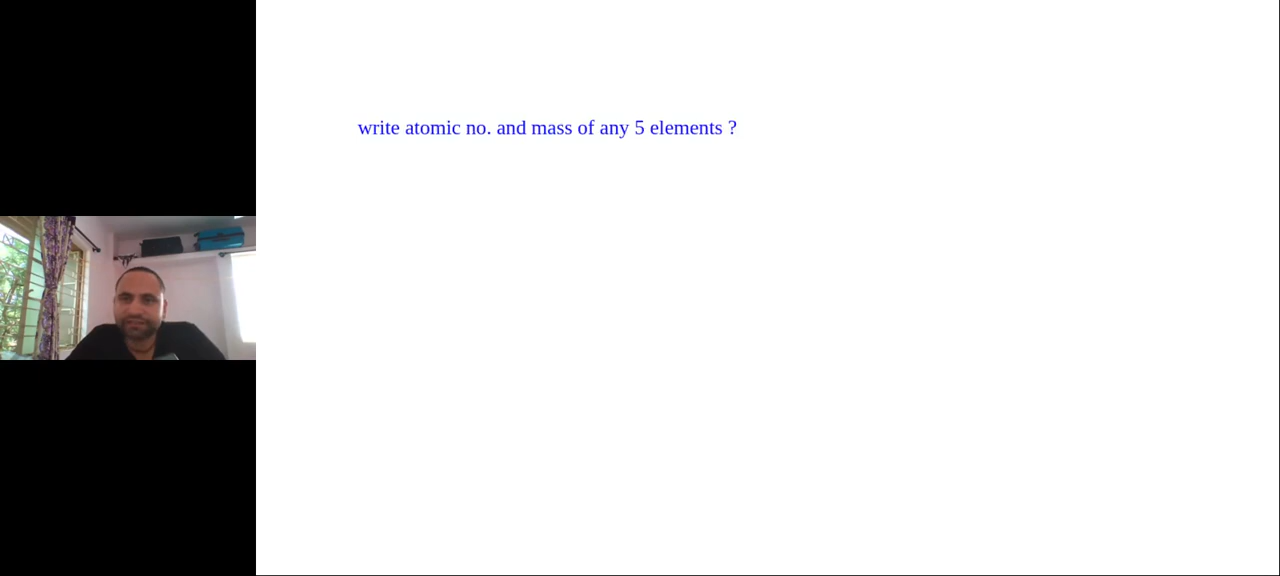 write atomic no. and mass of any 5 elements ?